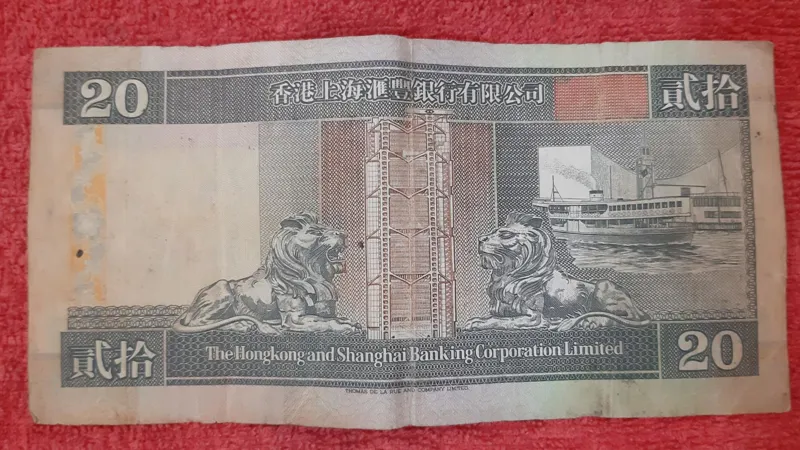 20 香港上海滙豐銀行有限公司 貳拾
貳拾 The Hongkong and Shanghai Banking Corporation Limited 20
THOMAS DE LA RUE AND COMPANY LIMITED.